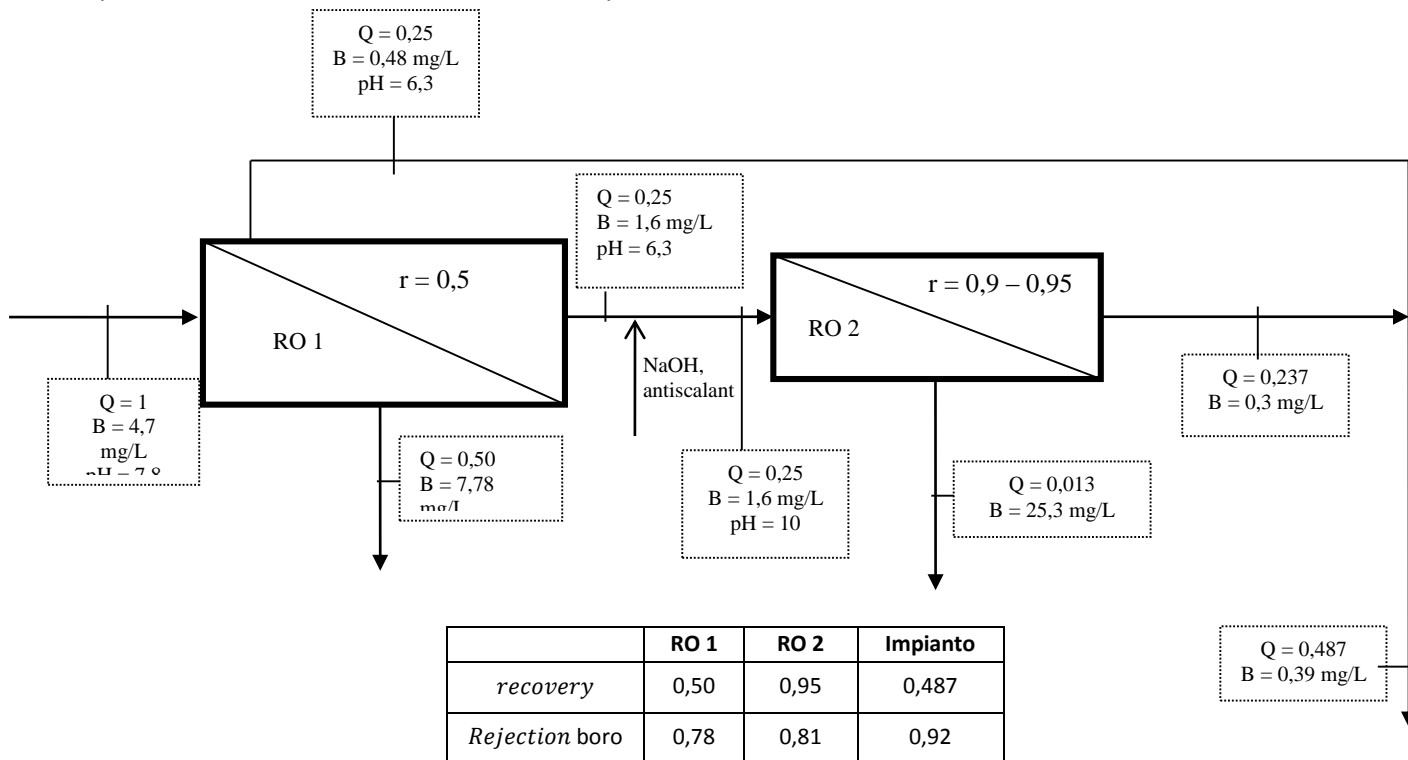 Q = 0,25
B = 0,48 mg/L
pH = 6,3
Q = 0,25
B = 1,6 mg/L
pH = 6,3
r = 0,5
RO 1
r = 0,9 – 0,95
RO 2
NaOH,
antiscalant
Q = 1
B = 4,7
mg/L
pH = 7,8
Q = 0,50
B = 7,78
mg/L
Q = 0,25
B = 1,6 mg/L
pH = 10
Q = 0,237
B = 0,3 mg/L
Q = 0,013
B = 25,3 mg/L
Q = 0,487
B = 0,39 mg/L
RO 1 RO 2 Impianto
recovery 0,50 0,95 0,487
Rejection boro 0,78 0,81 0,92